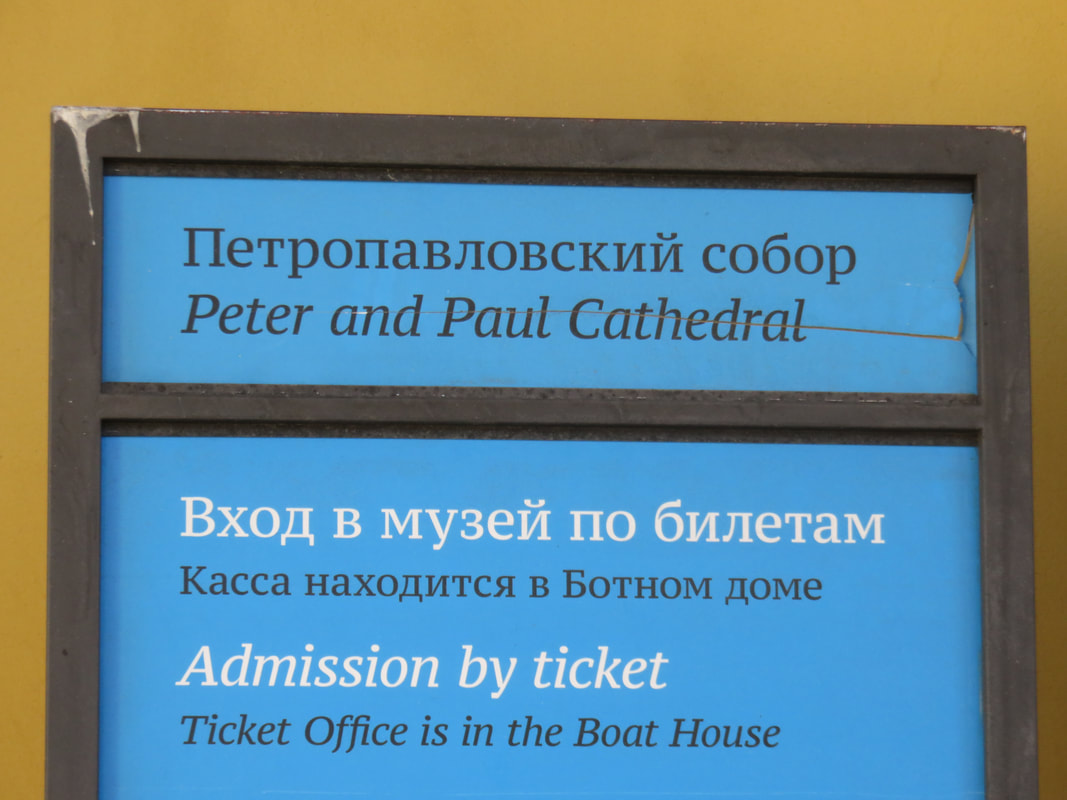 Петропавловский собор
Peter and Paul Cathedral
Вход в музей по билетам
Касса находится в Ботном доме
Admission by ticket
Ticket Office is in the Boat House